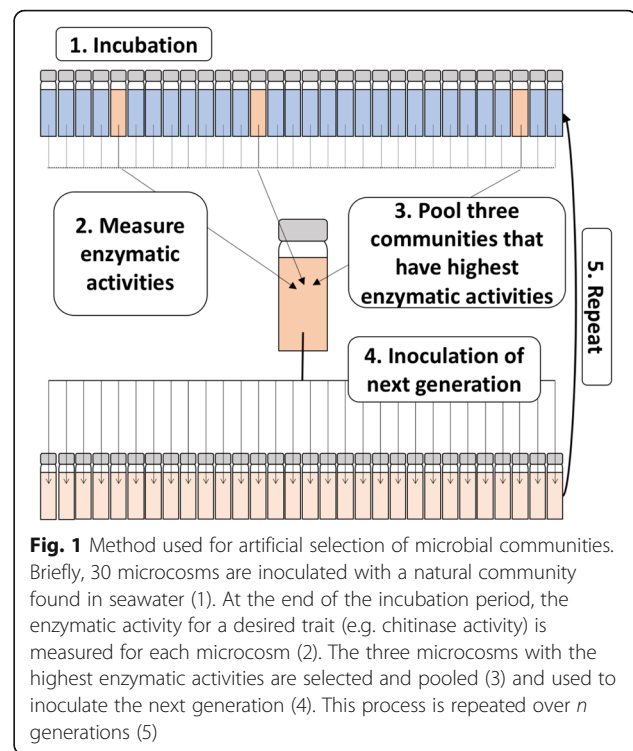 1. Incubation
2. Measure
enzymatic
activities
3. Pool three
communities that
have highest
enzymatic activities
4. Inoculation of
next generation
5. Repeat
Fig. 1 Method used for artificial selection of microbial communities.
Briefly, 30 microcosms are inoculated with a natural community
found in seawater (1). At the end of the incubation period, the
enzymatic activity for a desired trait (e.g. chitinase activity) is
measured for each microcosm (2). The three microcosms with the
highest enzymatic activities are selected and pooled (3) and used to
inoculate the next generation (4). This process is repeated over n
generations (5)